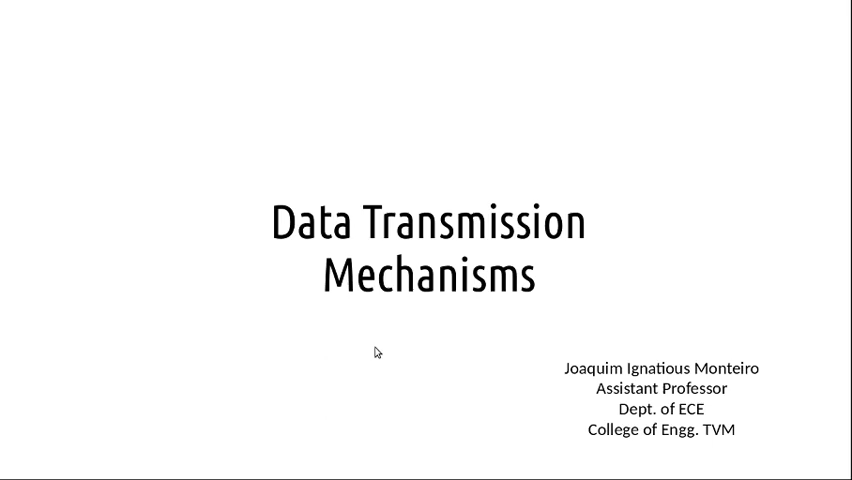 Data Transmission
Mechanisms
Joaquim Ignatious Monteiro
Assistant Professor
Dept. of ECE
College of Engg. TVM